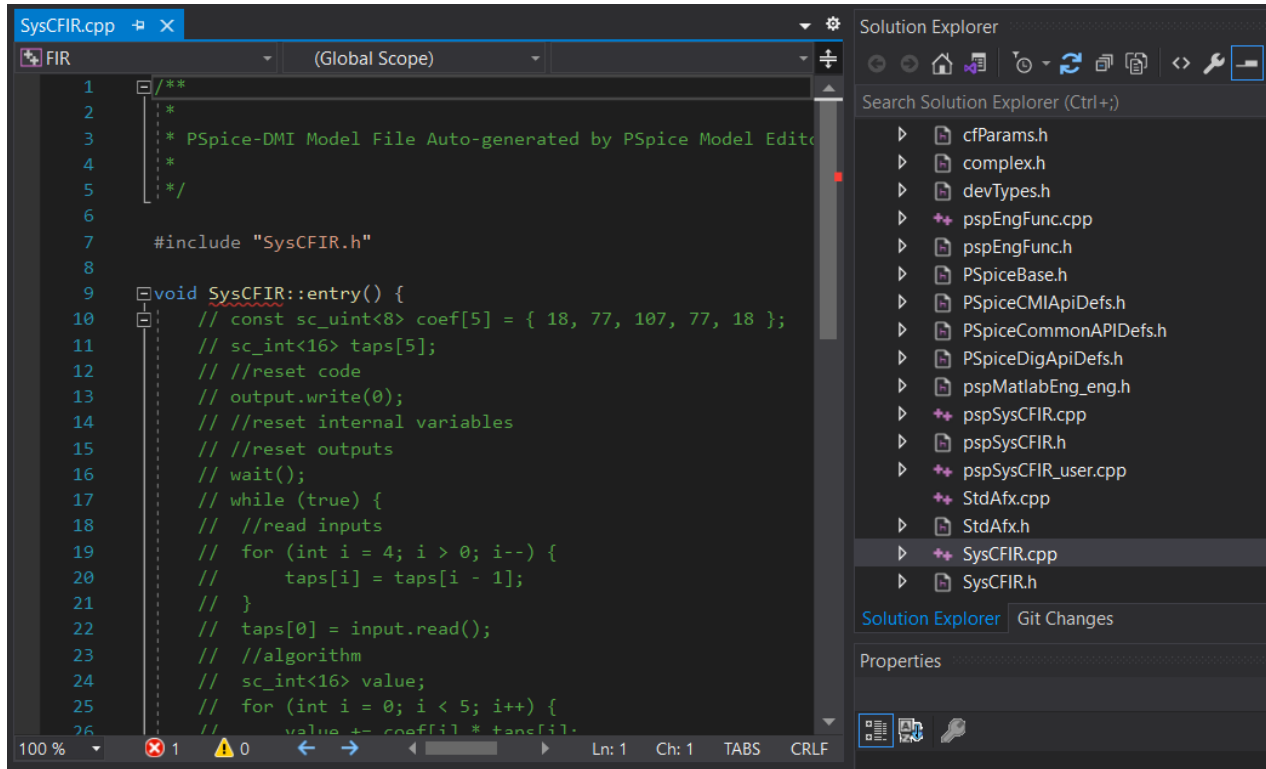 SysCFIR.cpp
FIR
(Global Scope)
1 /**
2 *
3 * PSpice-DMI Model File Auto-generated by PSpice Model Edito
4 *
5 */
6
7 #include "SysCFIR.h"
8
9 void SysCFIR::entry() {
10 // const sc_uint<8> coef[5] = { 18, 77, 107, 77, 18 };
11 // sc_int<16> taps[5];
12 // //reset code
13 // output.write(0);
14 // //reset internal variables
15 // //reset outputs
16 // wait();
17 // while (true) {
18 //  //read inputs
19 //  for (int i = 4; i > 0; i--) {
20 //      taps[i] = taps[i - 1];
21 //  }
22 //  taps[0] = input.read();
23 //  //algorithm
24 //  sc_int<16> value;
25 //  for (int i = 0; i < 5; i++) {
26 //      value += coef[i] * taps[i];
100 % 1 0 Ln: 1 Ch: 1 TABS CRLF
Solution Explorer
Search Solution Explorer (Ctrl+;)
cfParams.h
complex.h
devTypes.h
pspEngFunc.cpp
pspEngFunc.h
PSpiceBase.h
PSpiceCMIApiDefs.h
PSpiceCommonAPIDefs.h
PSpiceDigApiDefs.h
pspMatlabEng_eng.h
pspSysCFIR.cpp
pspSysCFIR.h
pspSysCFIR_user.cpp
StdAfx.cpp
StdAfx.h
SysCFIR.cpp
SysCFIR.h
Solution Explorer Git Changes
Properties